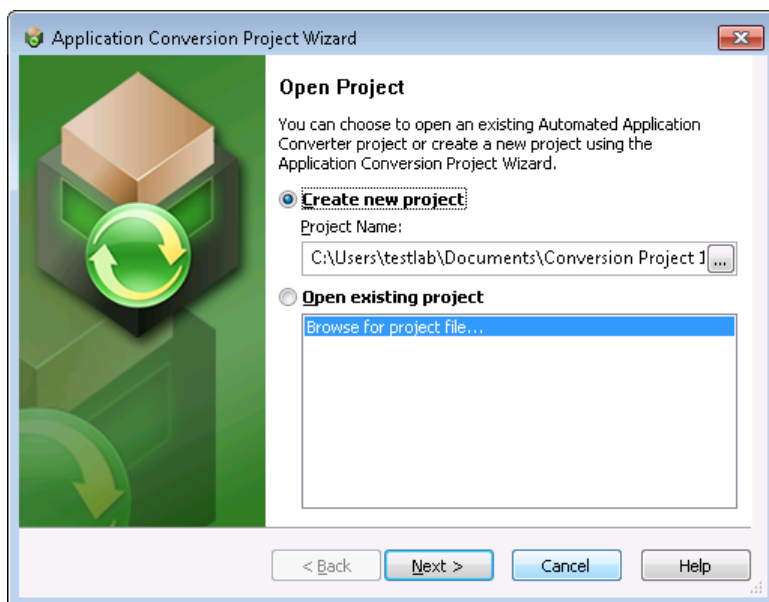 Application Conversion Project Wizard
Open Project
You can choose to open an existing Automated Application
Converter project or create a new project using the
Application Conversion Project Wizard.
Create new project
Project Name:
C:\Users\testlab\Documents\Conversion Project 1
...
Open existing project
Browse for project file...
< Back
Next >
Cancel
Help